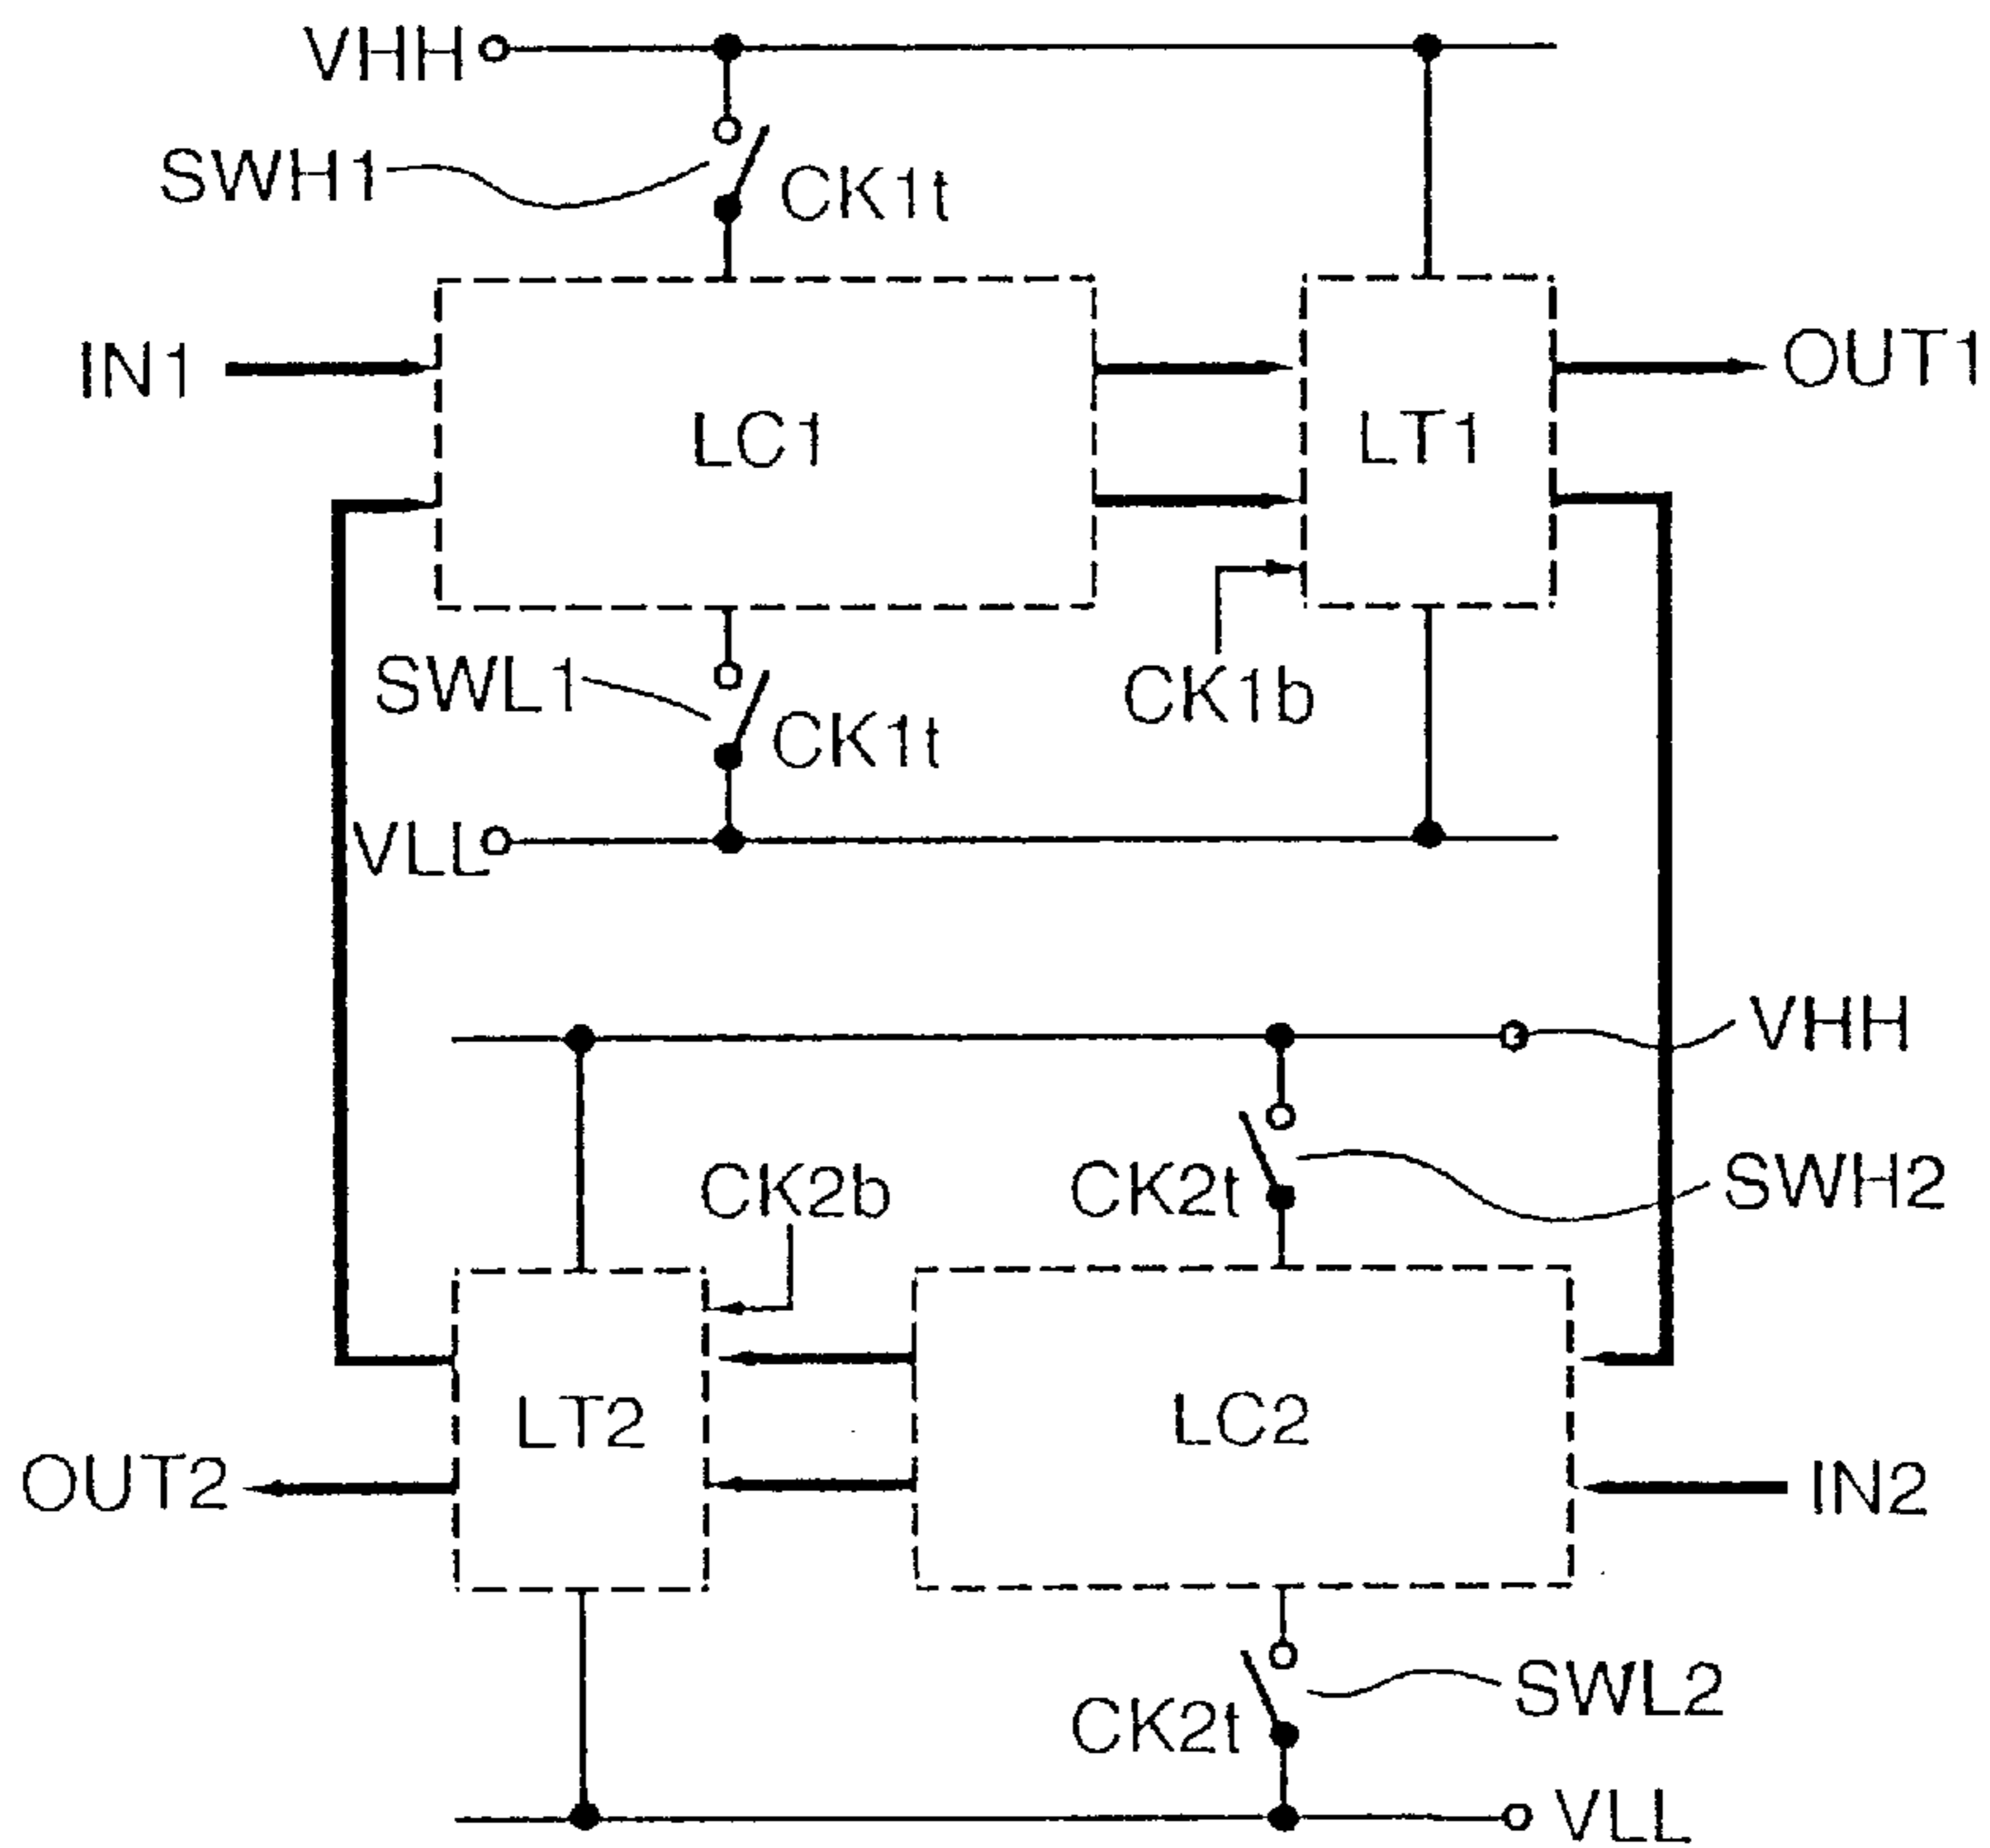 VHH
SWH1
CK1t
IN1
OUT1
LC1
LT1
SWL1
CK1t
CK1b
VLL
VHH
CK2b
CK2t
SWH2
LT2
LC2
OUT2
IN2
SWL2
CK2t
VLL